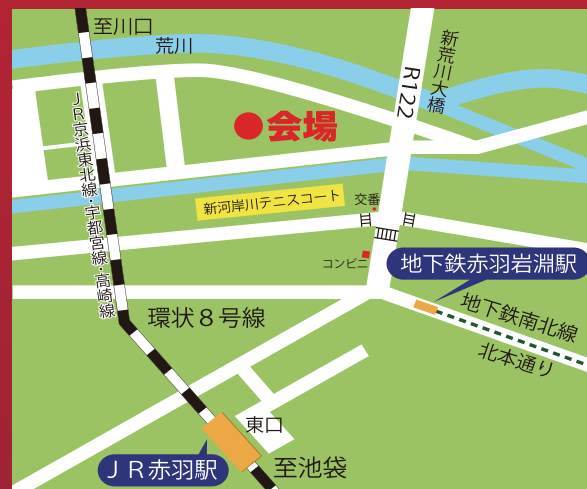 至川口
荒川
新荒川大橋
R122
会場
JR京浜東北線・宇都宮線・高崎線
新河岸川テニスコート
交番
コンビニ
地下鉄赤羽岩淵駅
環状8号線
地下鉄南北線
北本通り
東口
JR赤羽駅
至池袋